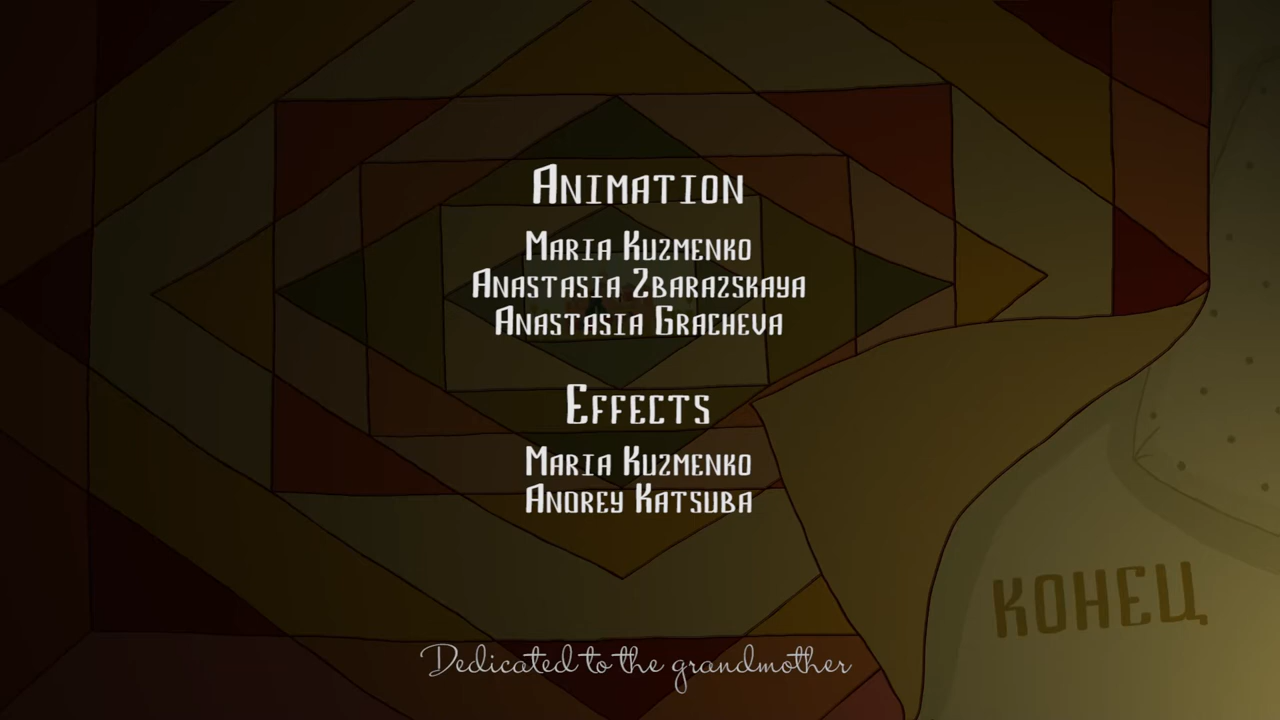 Animation
Maria Kuzmenko
Anastasia Zbarazskaya
Anastasia Gracheva
Effects
Maria Kuzmenko
Andrey Katsuba
КОНЕЦ
Dedicated to the grandmother